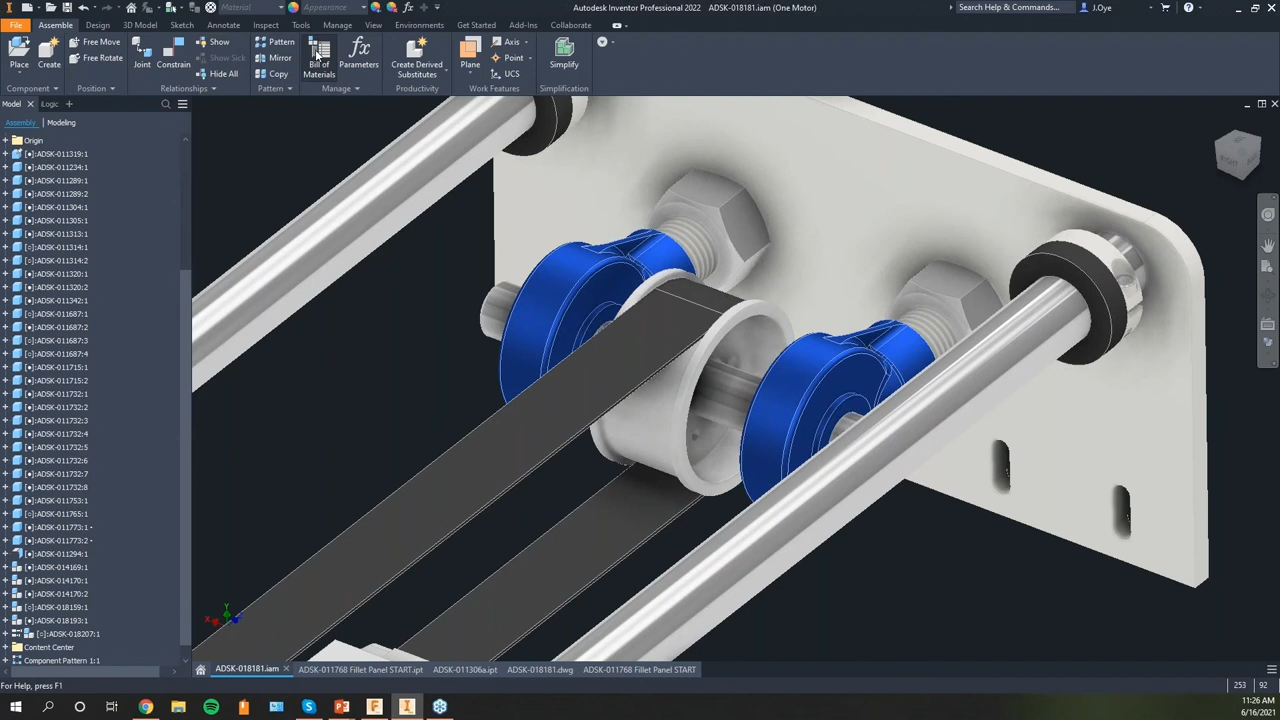 Material
Appearance
Autodesk Inventor Professional 2022 ADSK-018181.iam (One Motor)
Search Help & Commands...
J.Oye
File
Assemble
Design
3D Model
Sketch
Annotate
Inspect
Tools
Manage
View
Environments
Get Started
Add-Ins
Collaborate
Place
Create
Free Move
Free Rotate
Joint
Constrain
Show
Show Sick
Hide All
Pattern
Mirror
Copy
Bill of
Materials
fx
Parameters
Create Derived
Substitutes
Plane
Axis
Point
UCS
Simplify
Component
Position
Relationships
Pattern
Manage
Productivity
Work Features
Simplification
Model
iLogic
Assembly
Modeling
Origin
ADSK-011319:1
ADSK-011234:1
ADSK-011289:1
ADSK-011289:2
ADSK-011304:1
ADSK-011305:1
ADSK-011313:1
ADSK-011314:1
ADSK-011314:2
ADSK-011320:1
ADSK-011320:2
ADSK-011342:1
ADSK-011687:1
ADSK-011687:2
ADSK-011687:3
ADSK-011687:4
ADSK-011715:1
ADSK-011715:2
ADSK-011732:1
ADSK-011732:2
ADSK-011732:3
ADSK-011732:4
ADSK-011732:5
ADSK-011732:6
ADSK-011732:7
ADSK-011732:8
ADSK-011753:1
ADSK-011765:1
ADSK-011773:1
ADSK-011773:2
ADSK-011294:1
ADSK-014169:1
ADSK-014170:1
ADSK-014170:2
ADSK-018159:1
ADSK-018193:1
ADSK-018207:1
Content Center
Component Pattern 1:1
RIGHT
X
Y
ADSK-018181.iam
ADSK-011768 Fillet Panel START.ipt
ADSK-011306a.ipt
ADSK-018181.dwg
ADSK-011768 Fillet Panel START
For Help, press F1
253
92
11:26 AM
6/16/2021